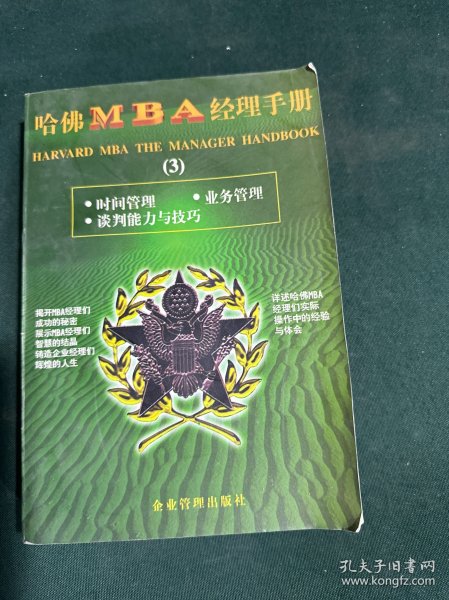 哈佛MBA经理手册
HARVARD MBA THE MANAGER HANDBOOK
(3)
• 时间管理 • 业务管理
• 谈判能力与技巧
揭开MBA经理们
成功的秘密
展示MBA经理们
智慧的结晶
铸造企业经理们
辉煌的人生
详述哈佛MBA
经理们实际
操作中的经验
与体会
企业管理出版社
孔夫子旧书网
www.kongfz.com